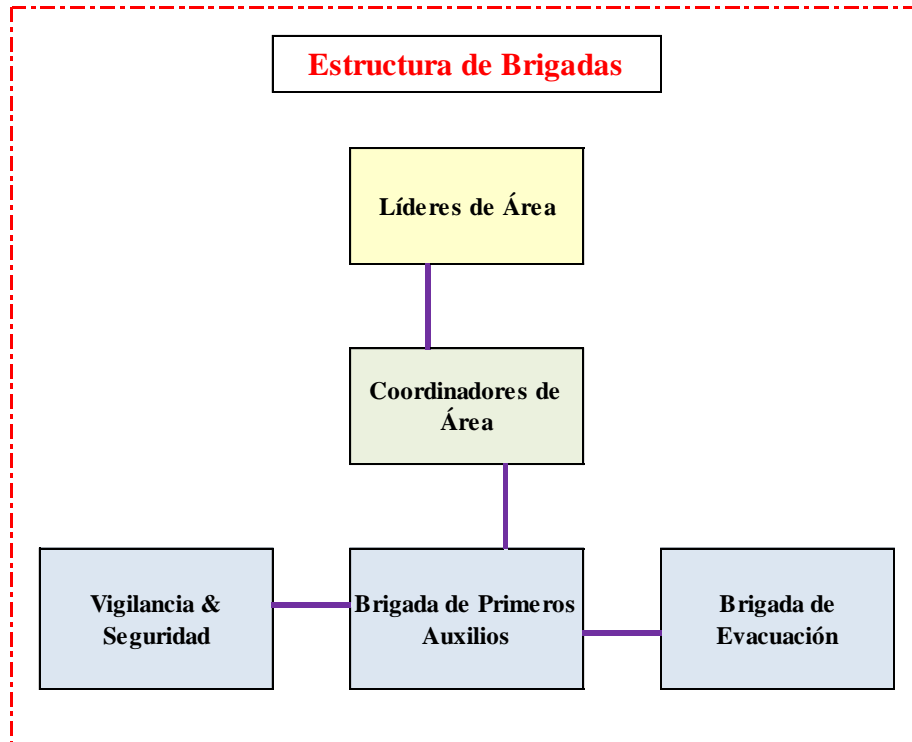 Estructura de Brigadas
Líderes de Área
Coordinadores de
Área
Vigilancia &
Seguridad
Brigada de Primeros
Auxilios
Brigada de
Evacuación